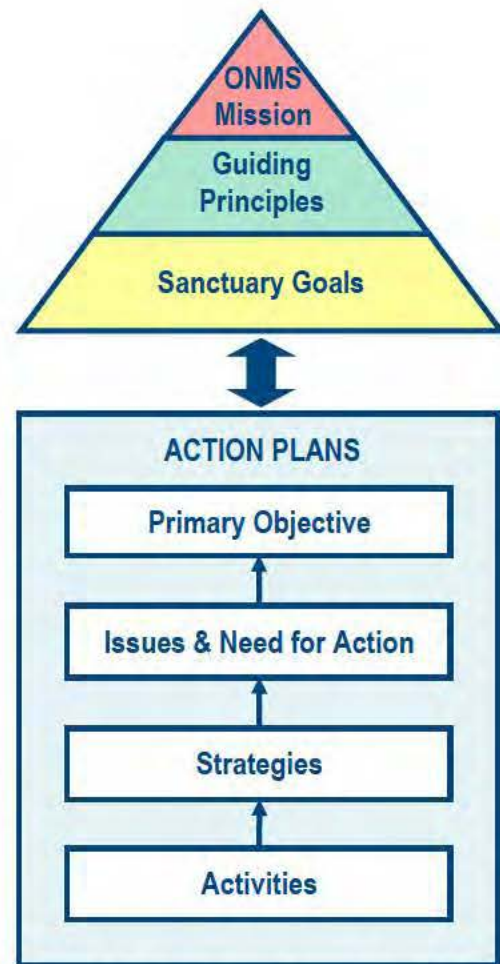 ONMS
Mission
Guiding
Principles
Sanctuary Goals
ACTION PLANS
Primary Objective
Issues & Need for Action
Strategies
Activities